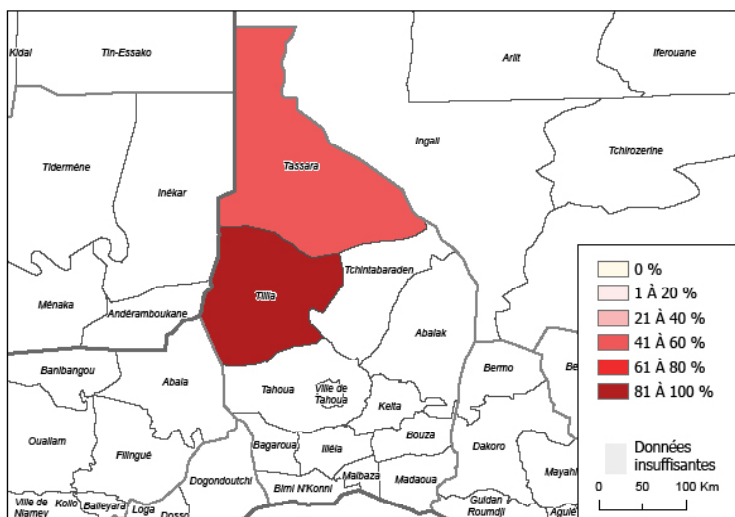 Kidal
Tin-Essako
Arlit
Iferouane
Tidermène
Inékar
Tassara
Ingall
Tchirozerine
Ménaka
Andéramboukane
Tillia
Tchintabaraden
Abalak
Banibangou
Abala
Tahoua
Ville de
Tahoua
Keita
Bermo
Be
Ouallam
Filingué
Bagaroua
Illéla
Bouza
Dakoro
Mayahi
Dogondoutchi
Birni N'Konni
Malbaza
Madaoua
Ville de
Niamey
Kollo
Balleyara
Loga
Dosso
Guidan
Roumdji
Aguié
0 %
1 À 20 %
21 À 40 %
41 À 60 %
61 À 80 %
81 À 100 %
Données
insuffisantes
0 50 100 Km